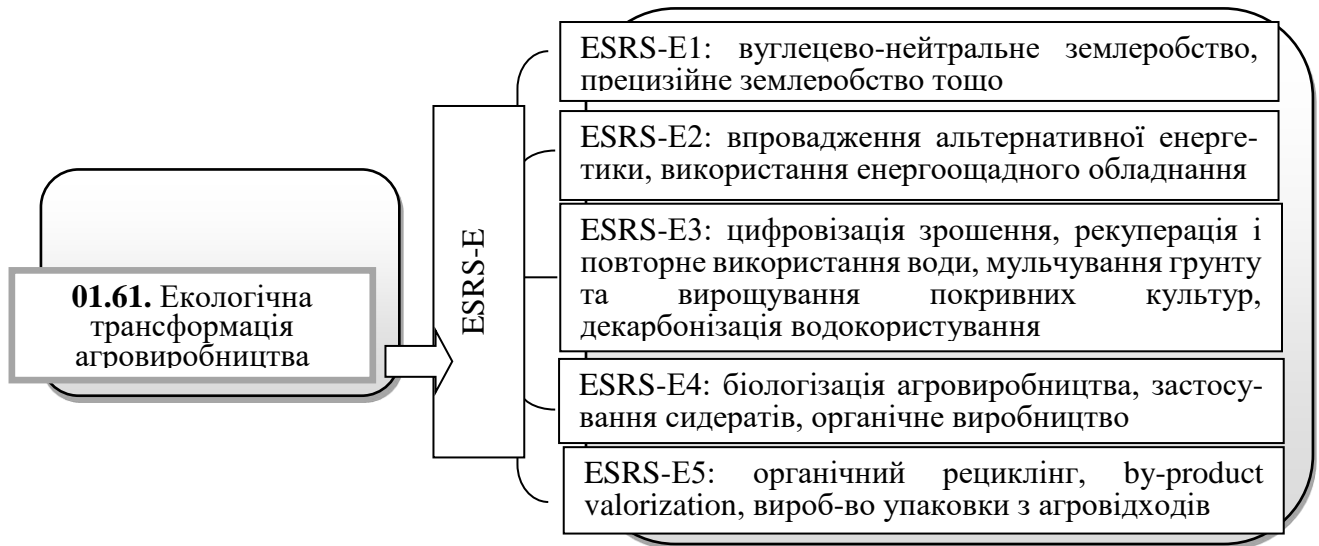 01.61. Екологічна
трансформація
агровиробництва
ESRS-E
ESRS-E1: вуглецево-нейтральне землеробство,
прецизійне землеробство тощо
ESRS-E2: впровадження альтернативної енерге-
тики, використання енергоощадного обладнання
ESRS-E3: цифровізація зрошення, рекуперація і
повторне використання води, мульчування грунту
та вирощування покривних культур,
декарбонізація водокористування
ESRS-E4: біологізація агровиробництва, застосу-
вання сидератів, органічне виробництво
ESRS-E5: органічний рециклінг, by-product
valorization, вироб-во упаковки з агровідходів